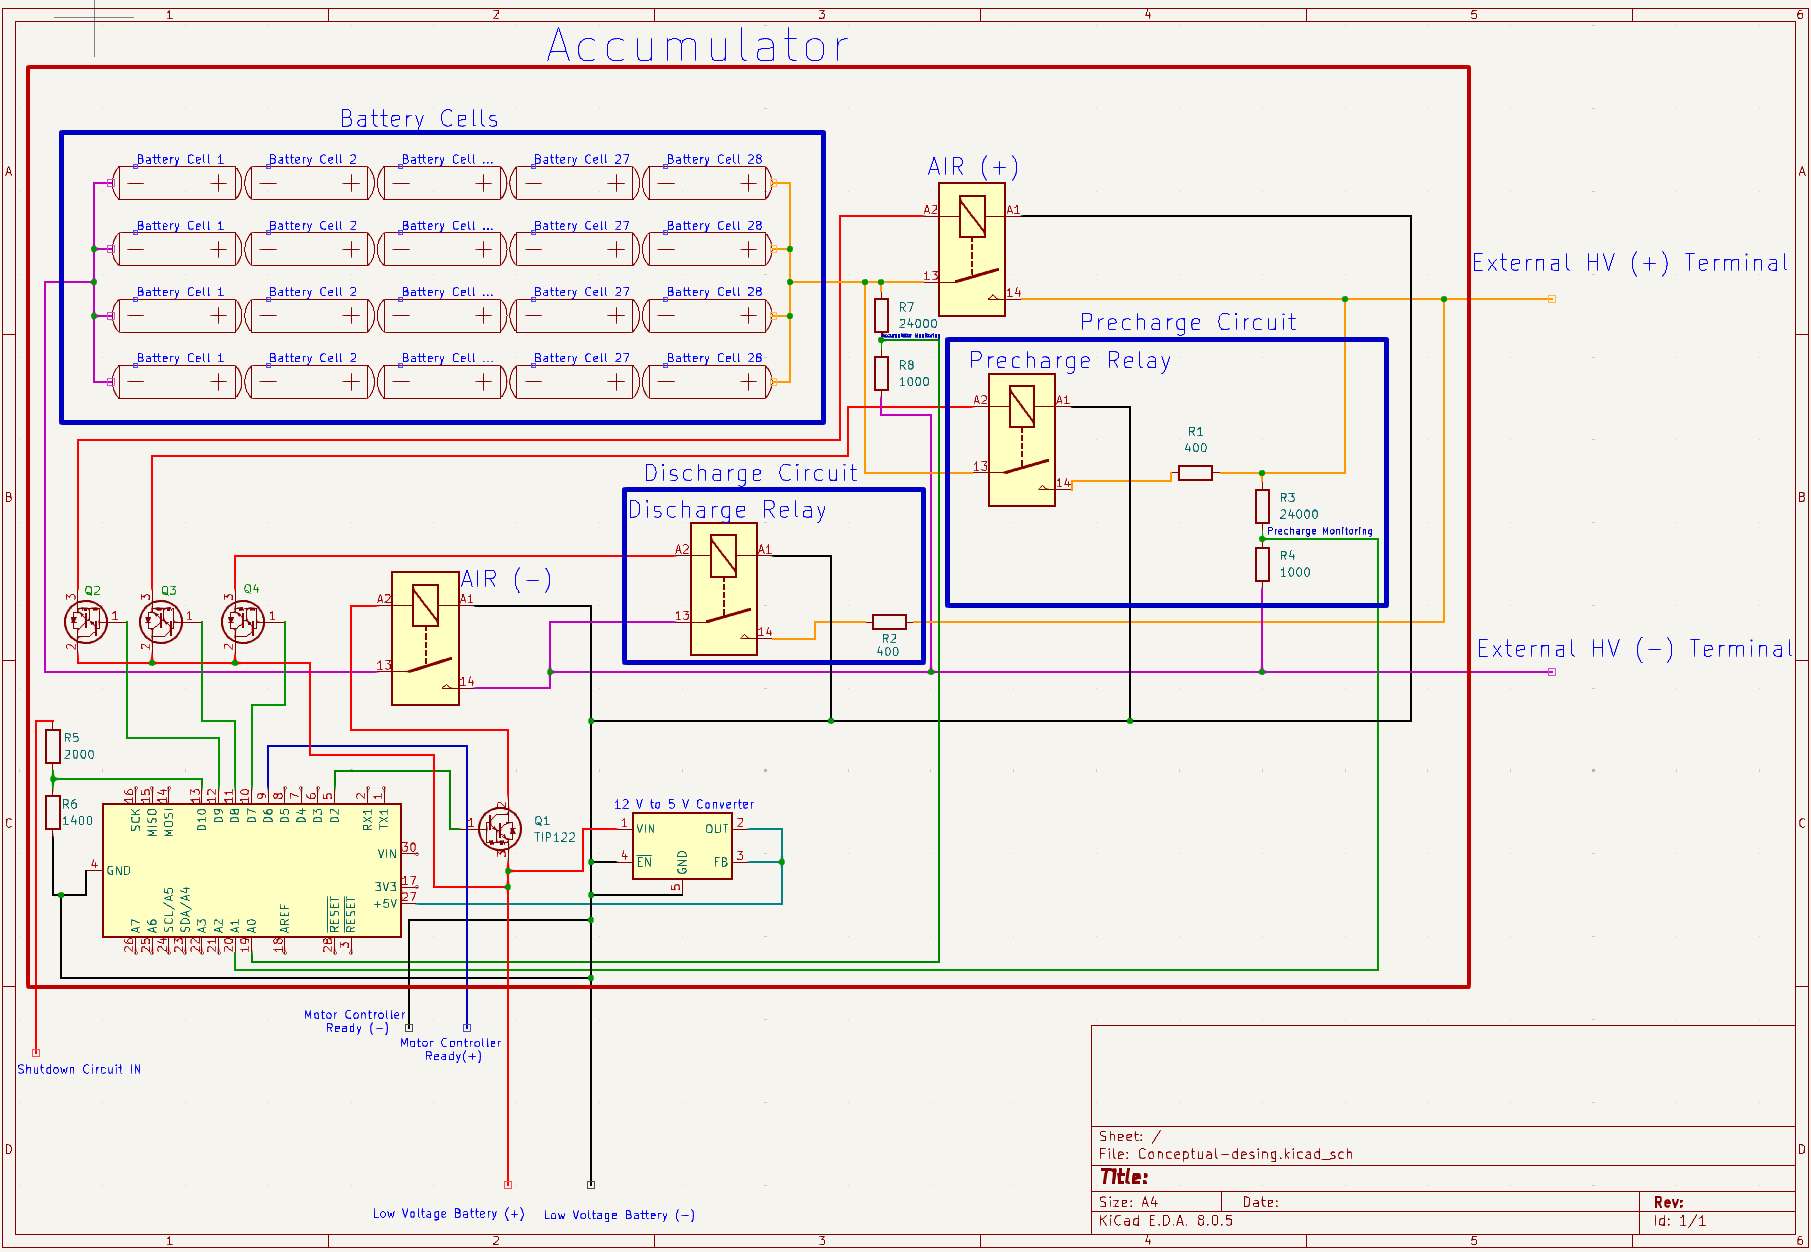 1 2 3 4 5 6
Accumulator
Battery Cells
Battery Cell 1 Battery Cell 2 Battery Cell ... Battery Cell 27 Battery Cell 28
A A
AIR (+)
A2 A1
Battery Cell 1 Battery Cell 2 Battery Cell ... Battery Cell 27 Battery Cell 28
External HV (+) Terminal
13
14
Battery Cell 1 Battery Cell 2 Battery Cell ... Battery Cell 27 Battery Cell 28
R7
24000
Accumulator Monitoring
Precharge Circuit
Battery Cell 1 Battery Cell 2 Battery Cell ... Battery Cell 27 Battery Cell 28
R8
1000
Precharge Relay
A2 A1
R1
400
13
14
Discharge Circuit
B B
R3
24000
Discharge Relay
Precharge Monitoring
A2 A1
R4
1000
AIR (-)
Q2 Q3 Q4
3 3 3
A2 A1
1 1 1
2 2 2
13
14
R2
400
External HV (-) Terminal
13
14
R5
2000
16 15 14 13 12 11 10 9 8 7 6 5 2 1
SCK MISO MOSI D10 D9 D8 D7 D6 D5 D4 D3 D2 RX1 TX1
R6
1400
C C
2
1
Q1
TIP122
3
12 V to 5 V Converter
1 VIN OUT 2
4 EN FB 3
GND
5
VIN 30
4 GND
3V3 17
+5V 27
A7 A6 SCL/A5 SDA/A4 A3 A2 A1 A0 AREF RESET RESET
26 25 24 23 22 21 20 19 18 28 3
Motor Controller
Ready (-)
Motor Controller
Ready(+)
Shutdown Circuit IN
D D
Low Voltage Battery (+) Low Voltage Battery (-)
Sheet: /
File: Conceptual-desing.kicad_sch
Title:
Size: A4 Date: Rev:
KiCad E.D.A. 8.0.5 Id: 1/1
1 2 3 4 5 6